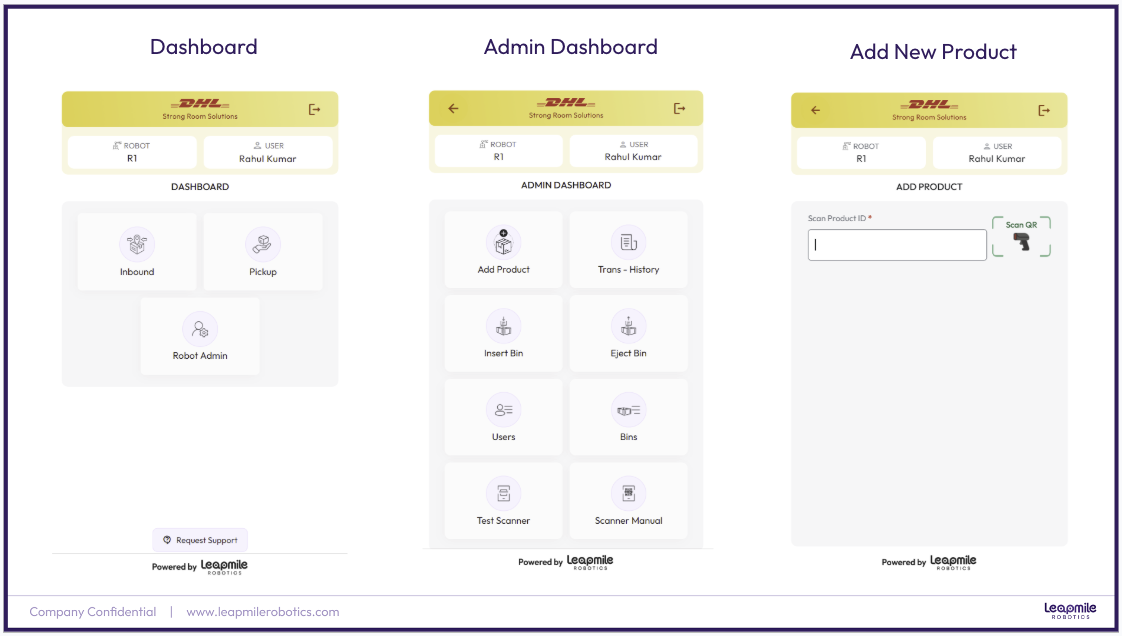 Dashboard
DHL
Strong Room Solutions
ROBOT
R1
USER
Rahul Kumar
DASHBOARD
Inbound
Pickup
Robot Admin
Request Support
Powered by Leapmile
ROBOTICS
Admin Dashboard
DHL
Strong Room Solutions
ROBOT
R1
USER
Rahul Kumar
ADMIN DASHBOARD
Add Product
Trans - History
Insert Bin
Eject Bin
Users
Bins
Test Scanner
Scanner Manual
Powered by Leapmile
ROBOTICS
Add New Product
DHL
Strong Room Solutions
ROBOT
R1
USER
Rahul Kumar
ADD PRODUCT
Scan Product ID *
Scan QR
Powered by Leapmile
ROBOTICS
Company Confidential | www.leapmilerobotics.com
Leapmile
ROBOTICS